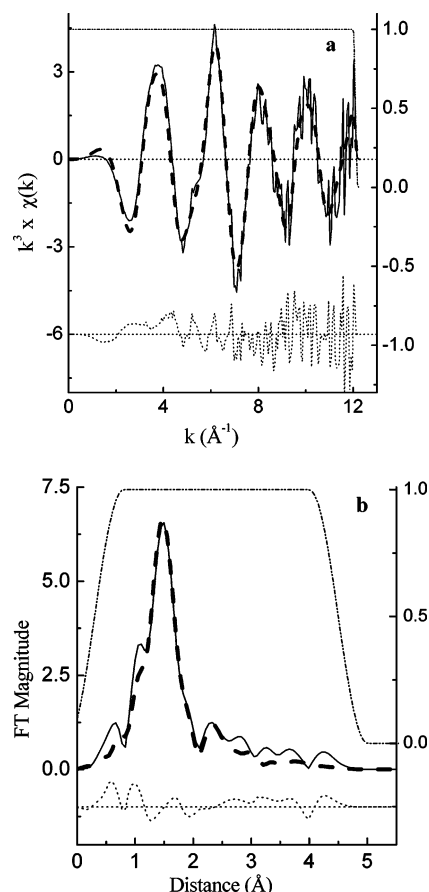 a
3
0
-3
-6
k³ x χ(k)
1.0
0.5
0.0
-0.5
-1.0
0 4 8 12
k (Å⁻¹)
b
7.5
5.0
2.5
0.0
FT Magnitude
1.0
0.5
0.0
0 1 2 3 4 5
Distance (Å)